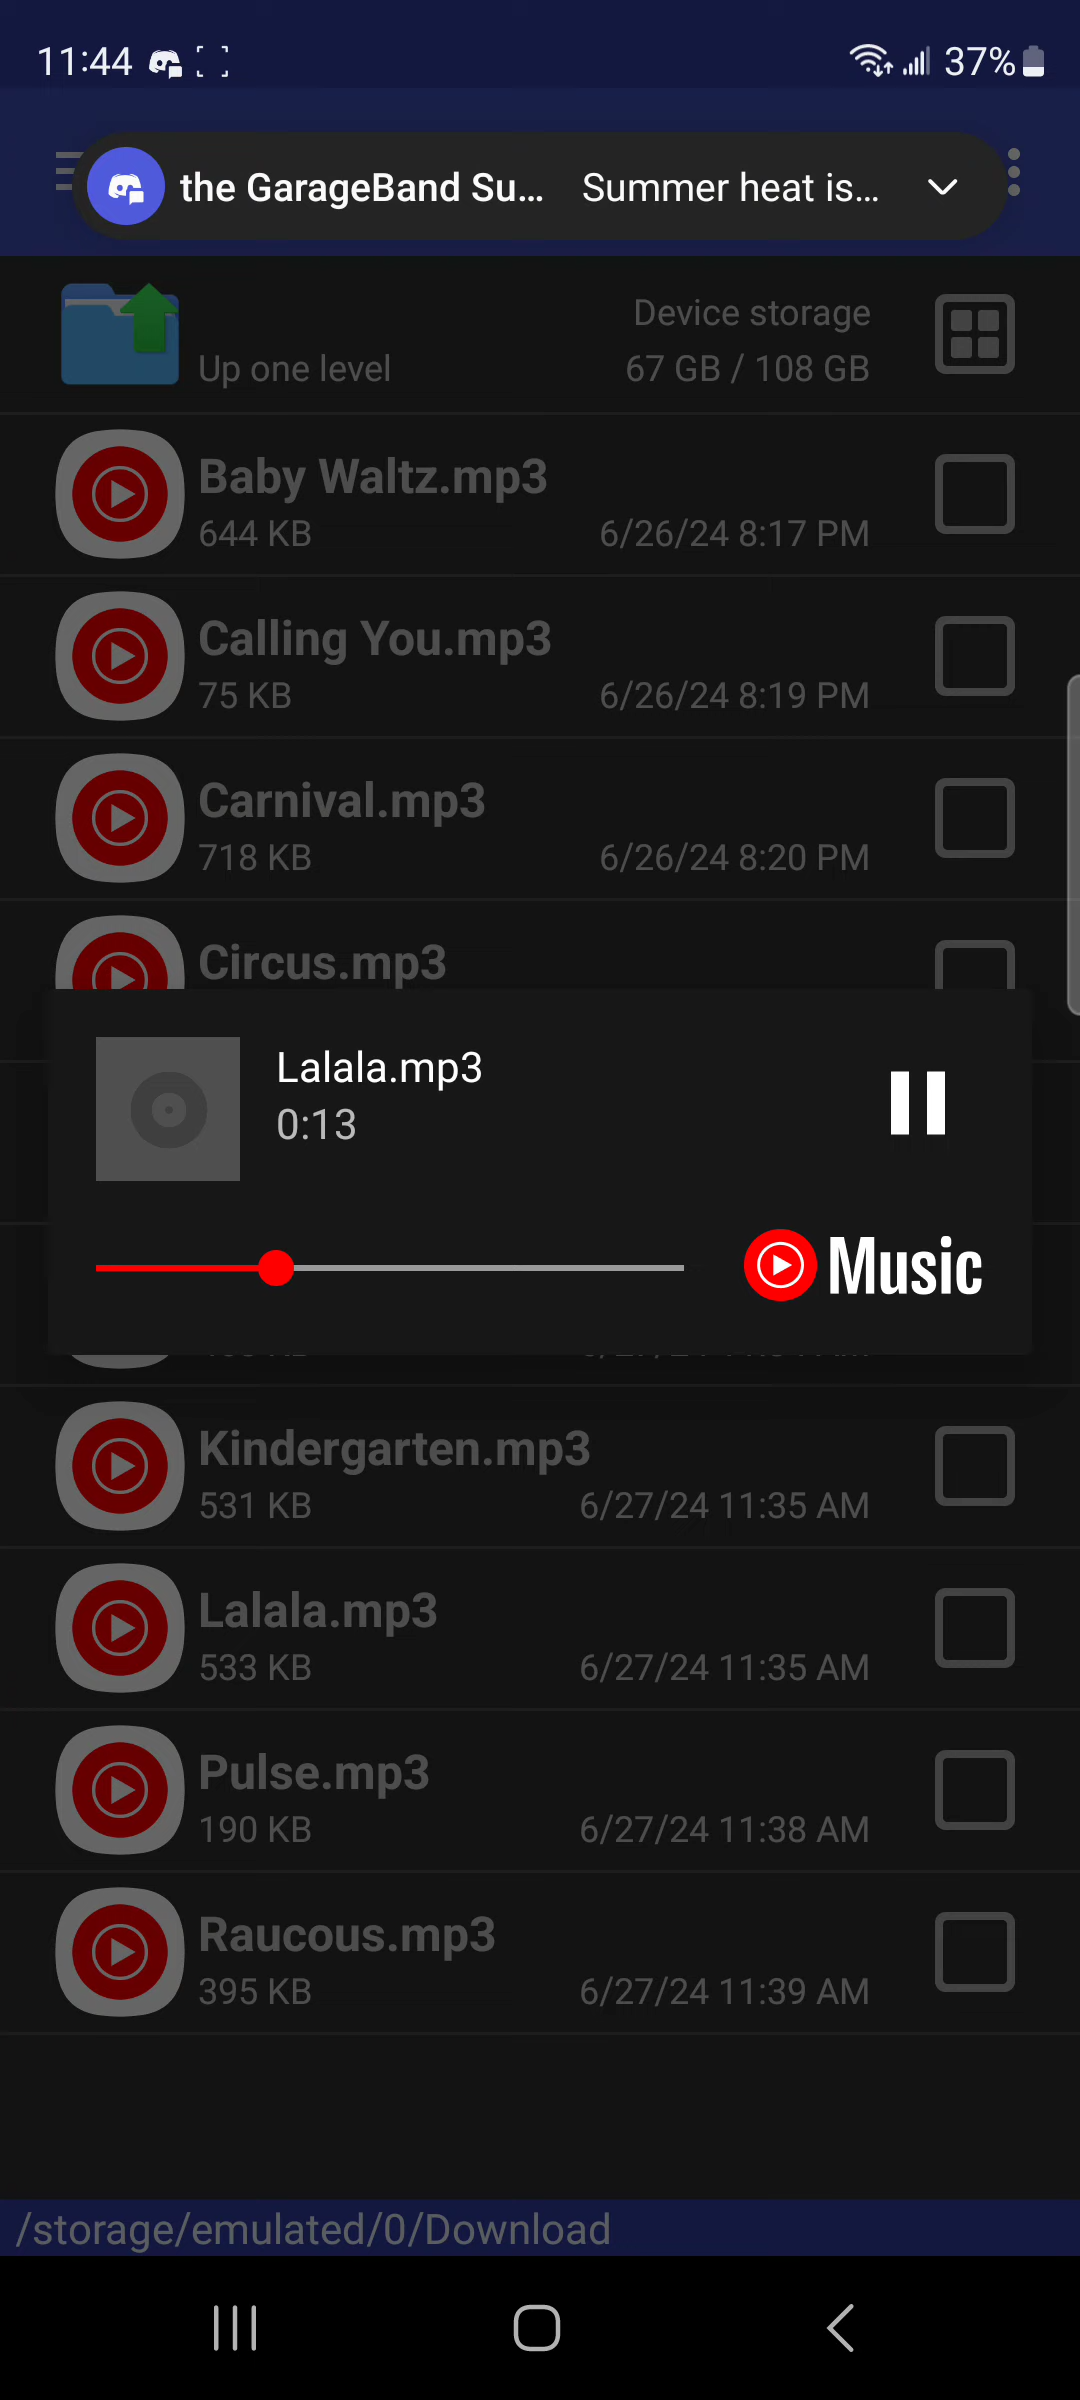 11:44
37%
the GarageBand Su... Summer heat is...
Device storage
Up one level
67 GB / 108 GB
Baby Waltz.mp3
644 KB
6/26/24 8:17 PM
Calling You.mp3
75 KB
6/26/24 8:19 PM
Carnival.mp3
718 KB
6/26/24 8:20 PM
Circus.mp3
Lalala.mp3
0:13
Music
Kindergarten.mp3
531 KB
6/27/24 11:35 AM
Lalala.mp3
533 KB
6/27/24 11:35 AM
Pulse.mp3
190 KB
6/27/24 11:38 AM
Raucous.mp3
395 KB
6/27/24 11:39 AM
/storage/emulated/0/Download